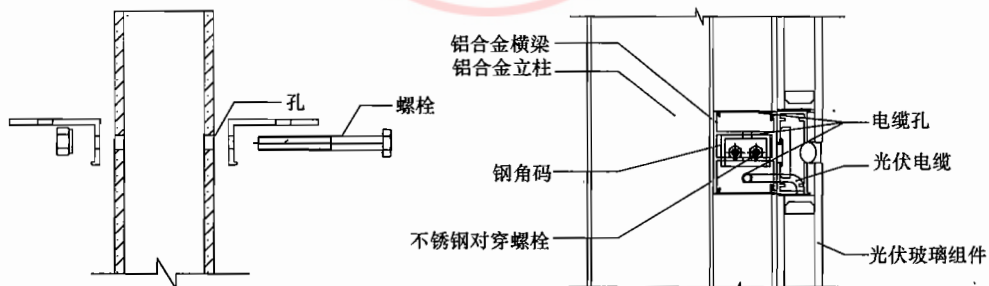 孔
螺栓
铝合金横梁
铝合金立柱
钢角码
不锈钢对穿螺栓
电缆孔
光伏电缆
光伏玻璃组件